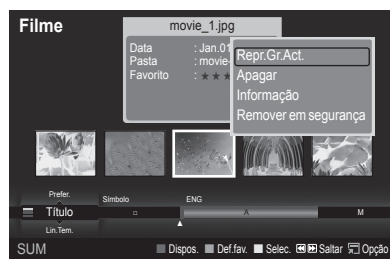 Filme
movie_1.jpg
Data : Jan.01
Pasta : movie
Favorito : ★ ★ ★
Repr.Gr.Act.
Apagar
Informação
Remover em segurança
Prefer.
Símbolo ENG
Título A M
Lin.Tem.
SUM Dispos. Def.fav. Selec. Saltar Opção